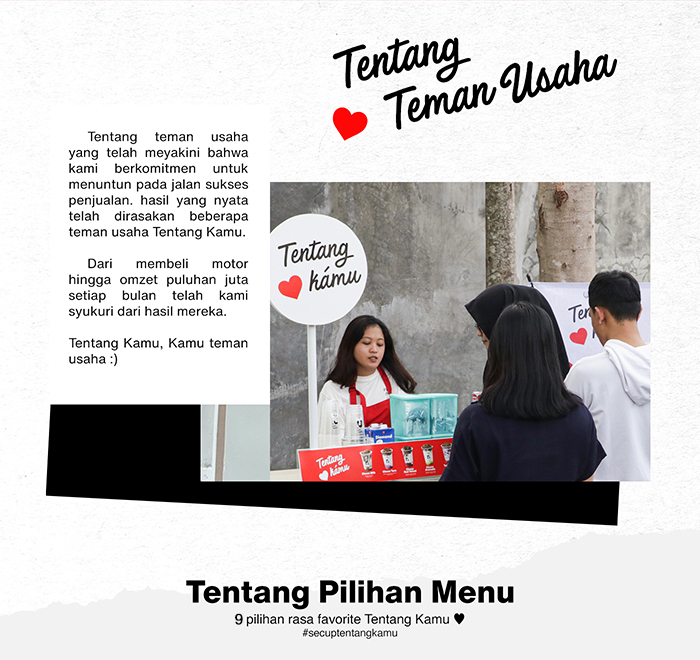 Tentang
Teman Usaha
Tentang teman usaha
yang telah meyakini bahwa
kami berkomitmen untuk
menuntun pada jalan sukses
penjualan. hasil yang nyata
telah dirasakan beberapa
teman usaha Tentang Kamu.
Dari membeli motor
hingga omzet puluhan juta
setiap bulan telah kami
syukuri dari hasil mereka.
Tentang Kamu, Kamu teman
usaha :)
Tentang
kámu
Tentang
kámu
Tentang Pilihan Menu
9 pilihan rasa favorite Tentang Kamu ♥
#secuptentangkamu